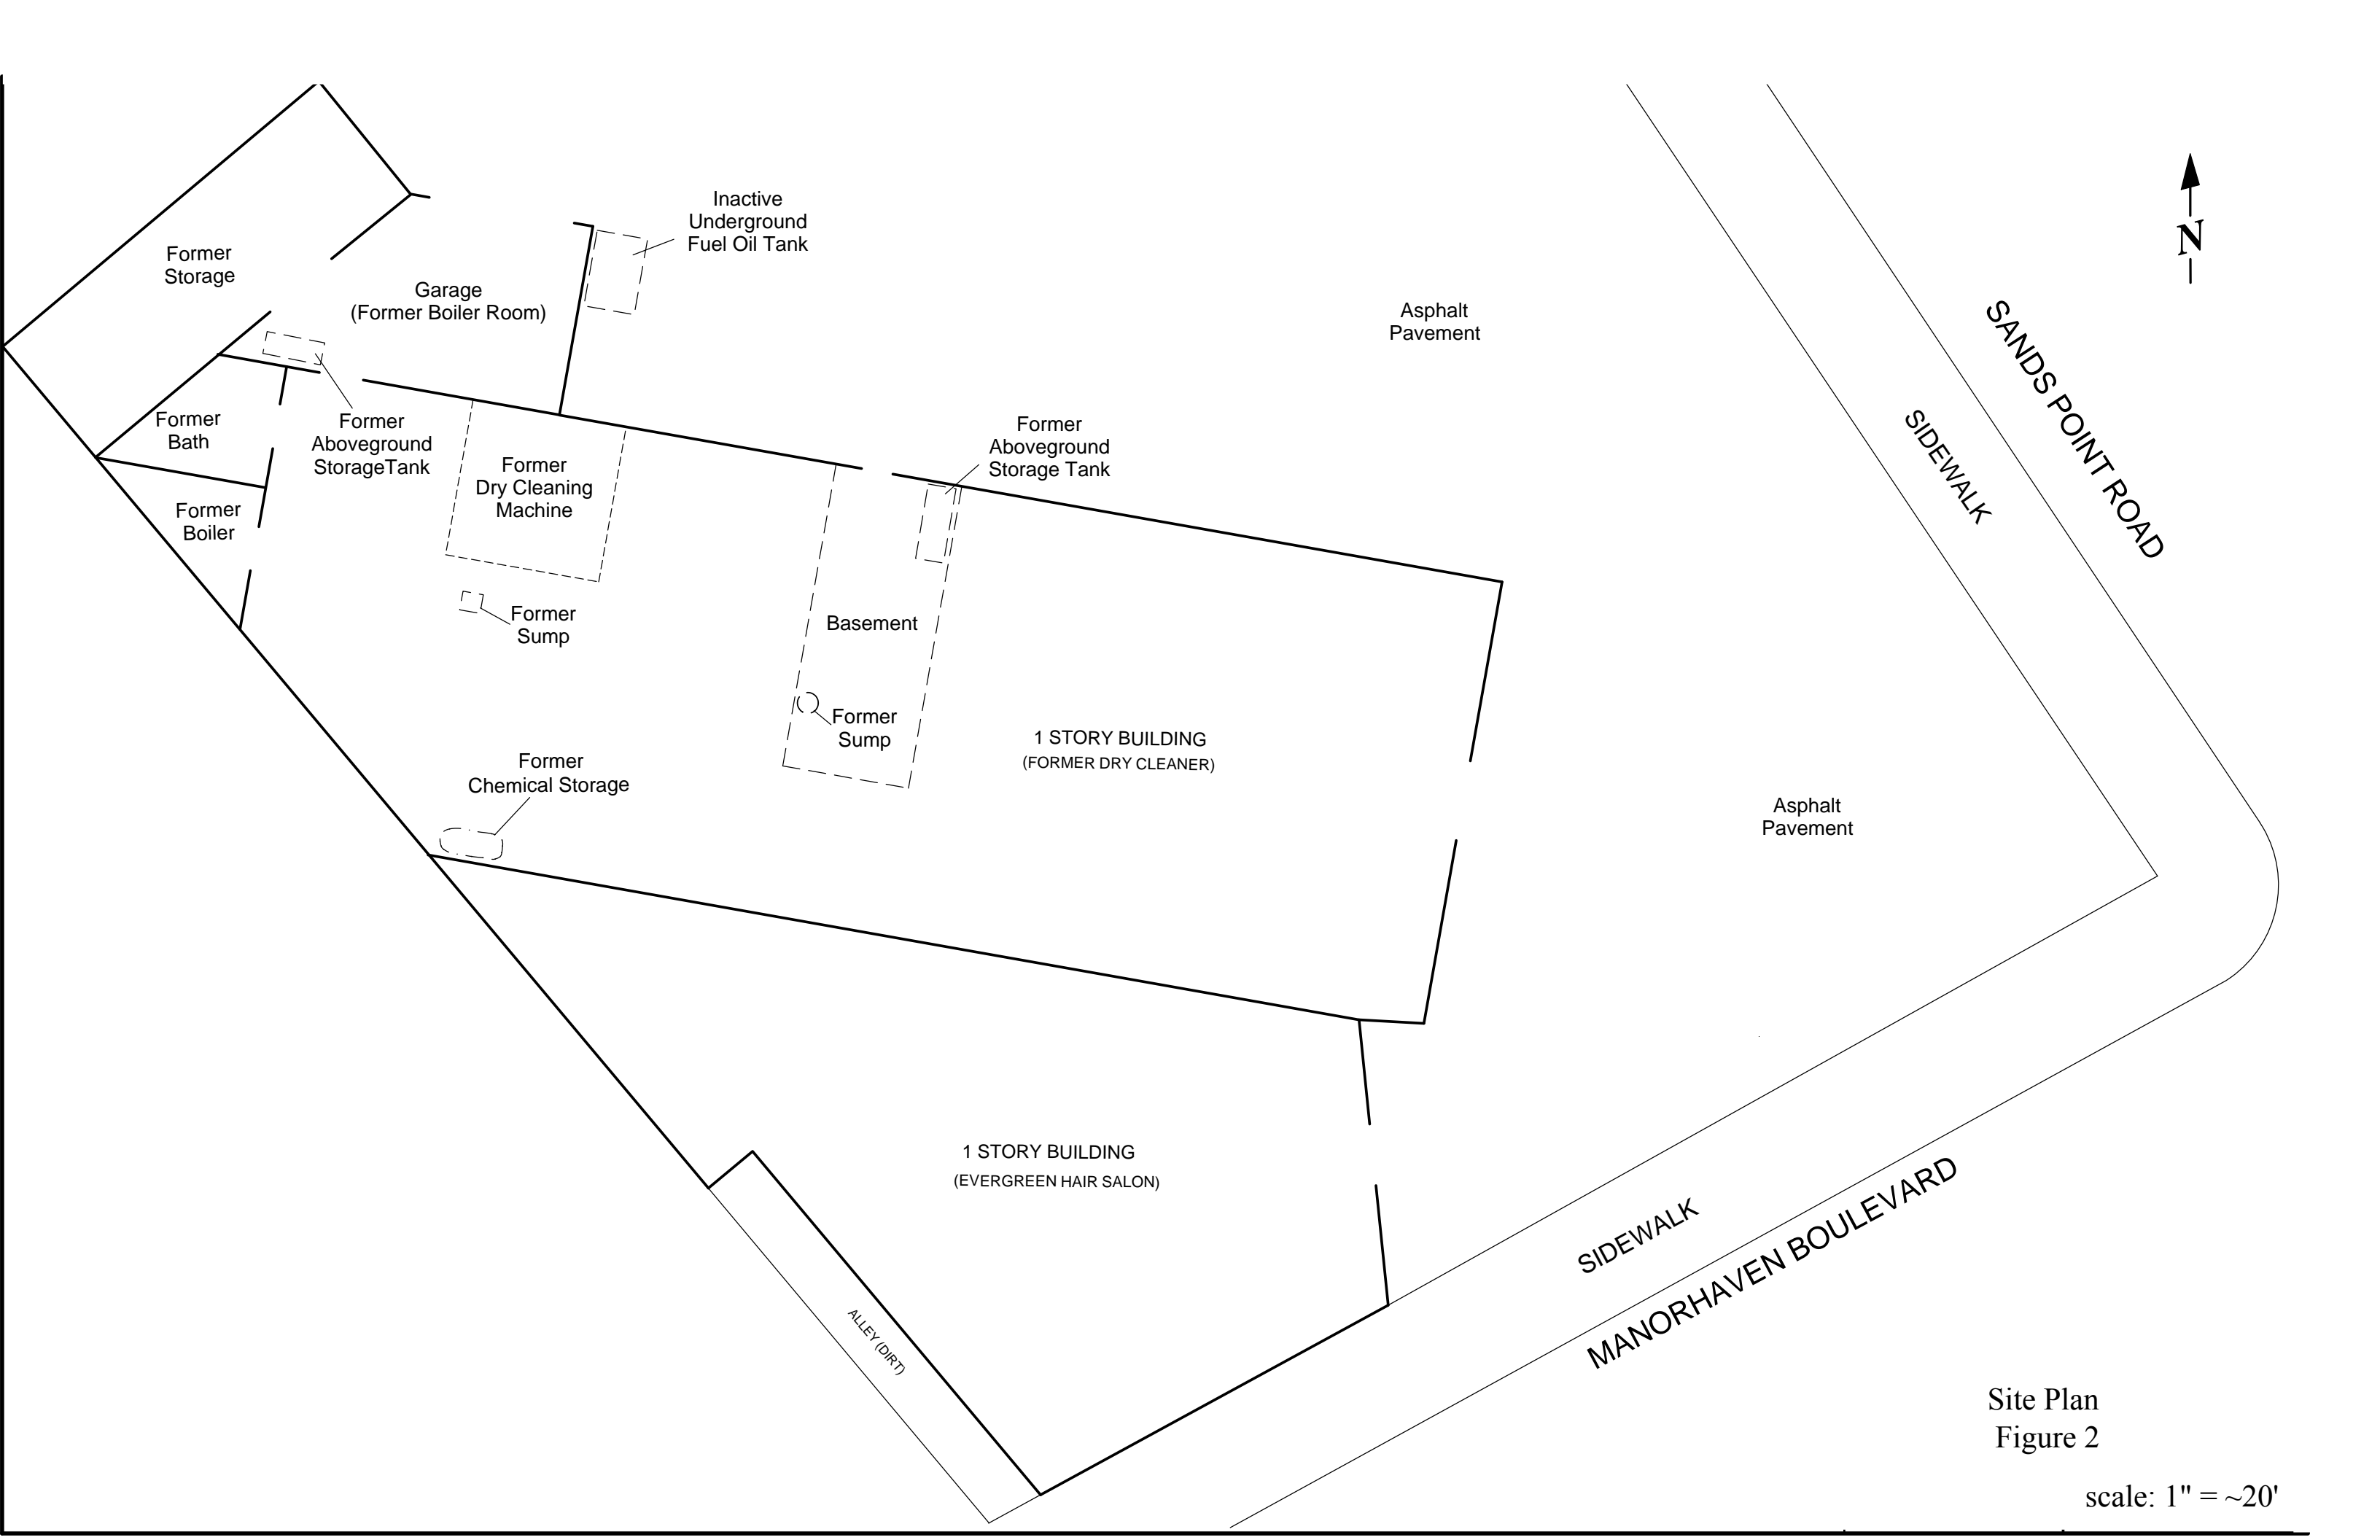 Inactive
Underground
Fuel Oil Tank
N
Former
Storage
Garage
(Former Boiler Room)
Asphalt
Pavement
SANDS POINT ROAD
SIDEWALK
Former
Bath
Former
Aboveground
StorageTank
Former
Dry Cleaning
Machine
Former
Aboveground
Storage Tank
Former
Boiler
Former
Sump
Basement
Former
Sump
1 STORY BUILDING
(FORMER DRY CLEANER)
Former
Chemical Storage
Asphalt
Pavement
1 STORY BUILDING
(EVERGREEN HAIR SALON)
SIDEWALK
MANORHAVEN BOULEVARD
ALLEY (DIRT)
Site Plan
Figure 2
scale: 1" = ~20'